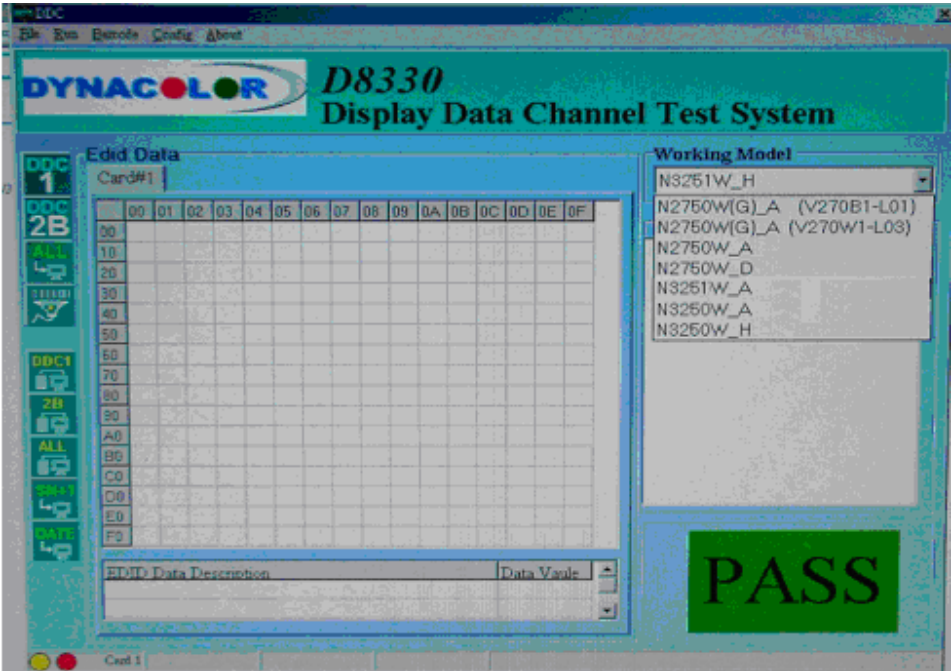 DDC
File Run Barcode Config About
DYNACOLOR
D8330
Display Data Channel Test System
Edid Data
Card#1
00 01 02 03 04 05 06 07 08 09 0A 0B 0C 0D 0E 0F
00
10
20
30
40
50
60
70
80
90
A0
B0
C0
D0
E0
F0
EDID Data Description Data Vaule
DDC
1
DDC
2B
ALL
DDC1
2B
ALL
SN+1
DATE
Working Model
N3251W_H
N2750W(G)_A (V270B1-L01)
N2750W(G)_A (V270W1-L03)
N2750W_A
N2750W_D
N3251W_A
N3250W_A
N3250W_H
PASS
Card 1